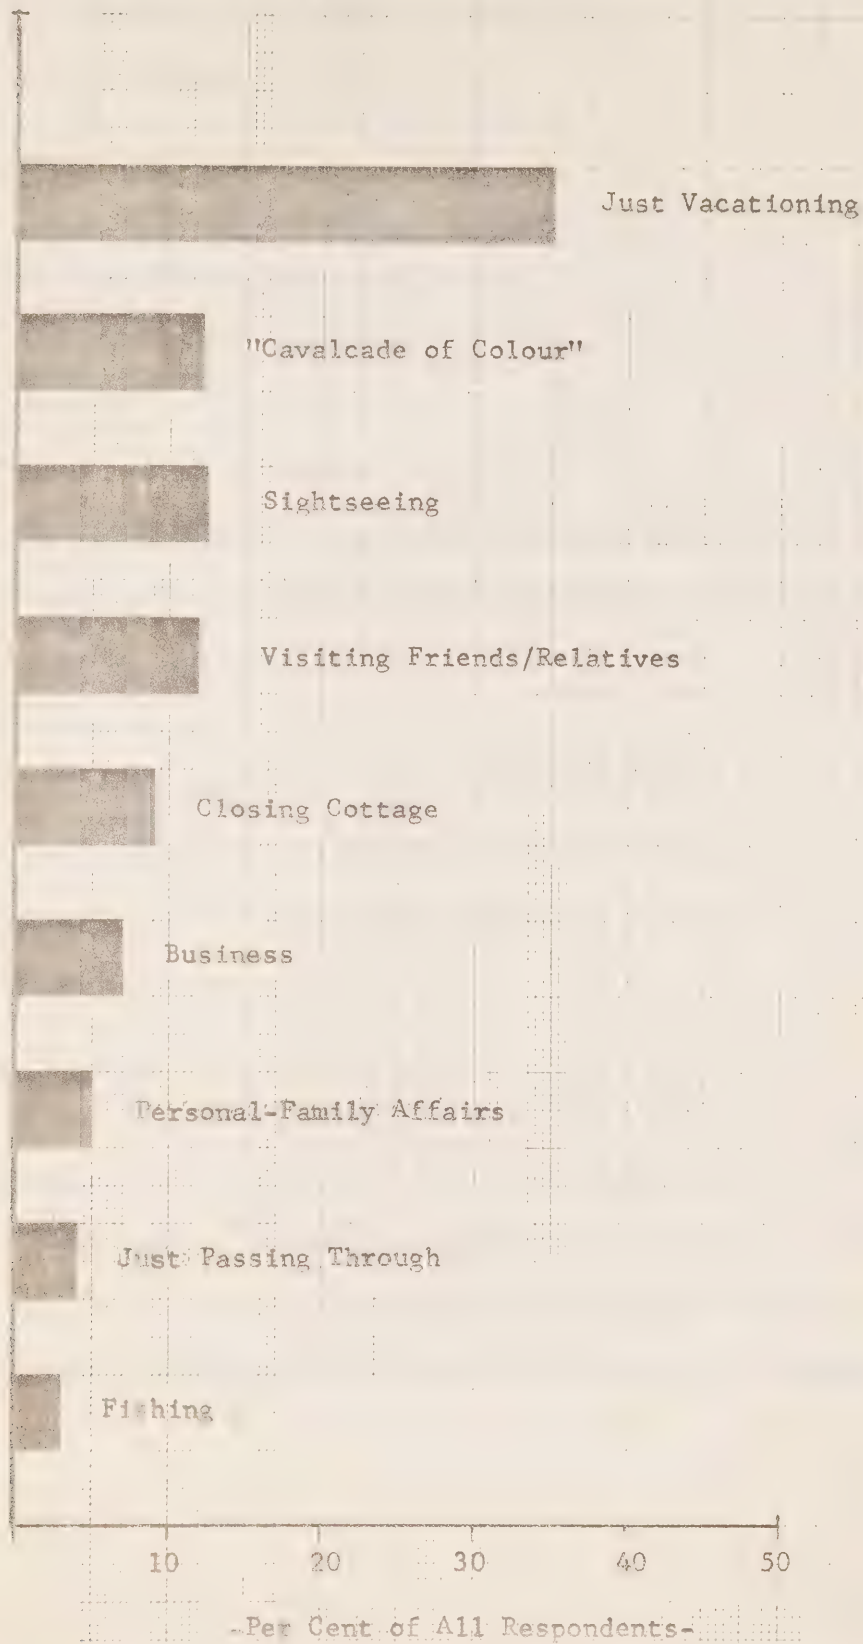 Just Vacationing
"Cavalcade of Colour"
Sightseeing
Visiting Friends/Relatives
Closing Cottage
Business
Personal-Family Affairs
Just Passing Through
Fishing
10 20 30 40 50
-Per Cent of All Respondents-